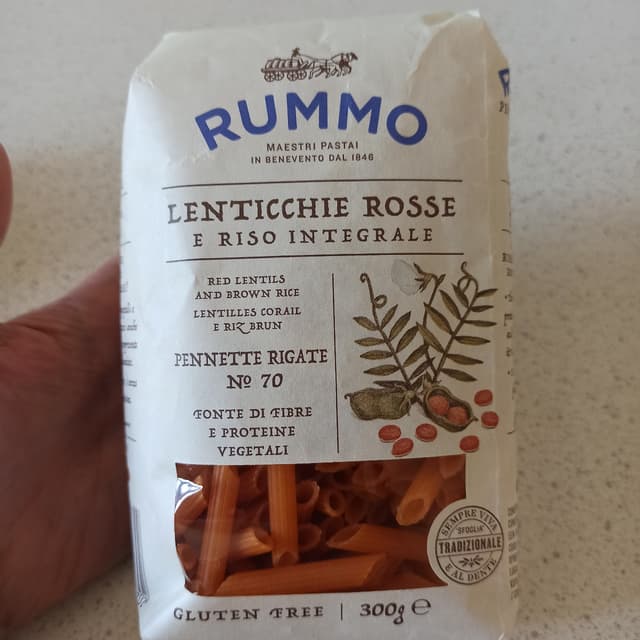 RUMMO
MAESTRI PASTAI
IN BENEVENTO DAL 1846
LENTICCHIE ROSSE
E RISO INTEGRALE
RED LENTILS
AND BROWN RICE
LENTILLES CORAIL
E RIZ BRUN
PENNETTE RIGATE
Nº 70
FONTE DI FIBRE
E PROTEINE
VEGETALI
SEMPRE VIVA
SFOGLIA
TRADIZIONALE
E AL DENTE
GLUTEN FREE | 300g ℮